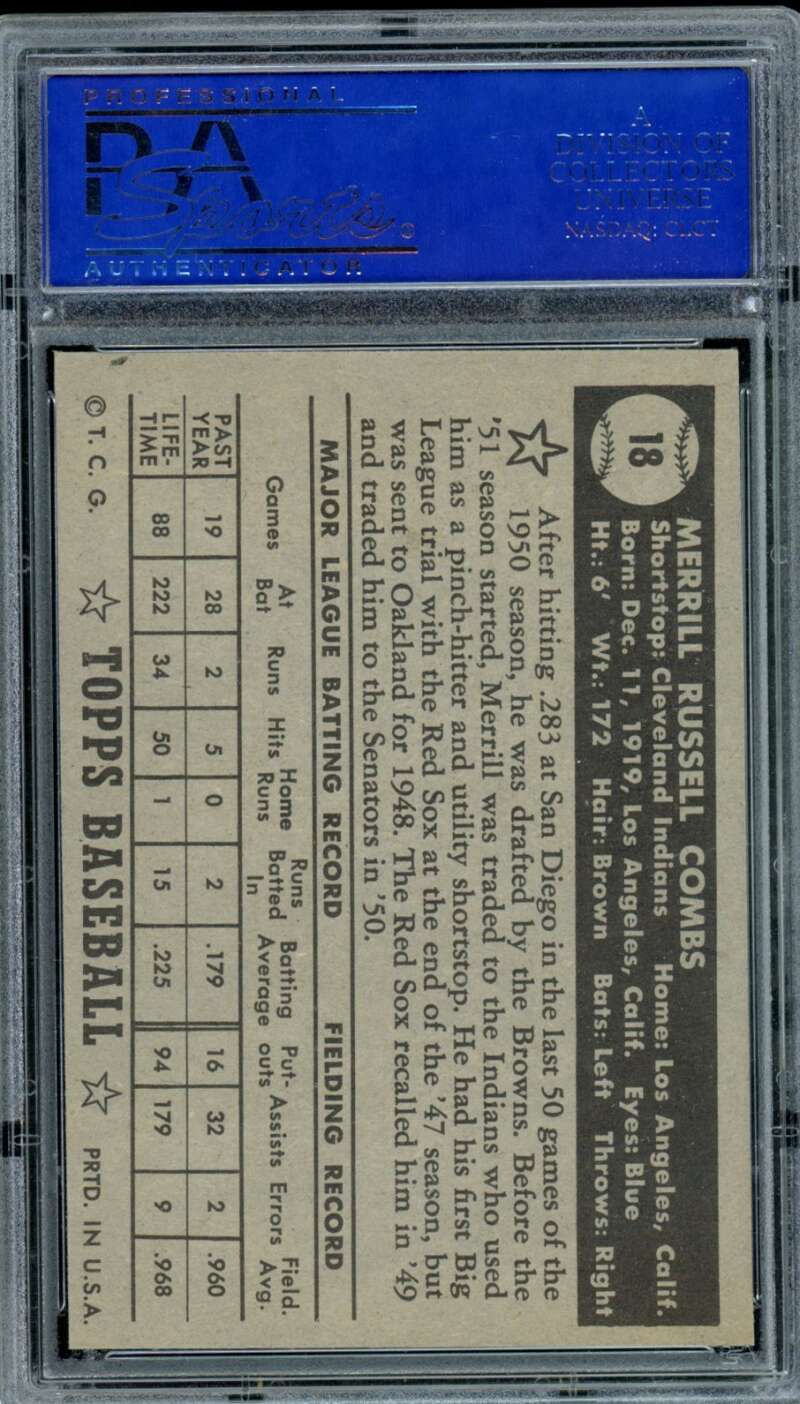 PROFESSIONAL
PSA
Sports
AUTHENTICATOR
A
DIVISION OF
COLLECTORS
UNIVERSE
NASDAQ: CLCT
18
MERRILL RUSSELL COMBS
Shortstop: Cleveland Indians Home: Los Angeles, Calif.
Born: Dec. 11, 1919, Los Angeles, Calif. Eyes: Blue
Ht.: 6' Wt.: 172 Hair: Brown Bats: Left Throws: Right
After hitting .283 at San Diego in the last 50 games of the
1950 season, he was drafted by the Browns. Before the
'51 season started, Merrill was traded to the Indians who used
him as a pinch-hitter and utility shortstop. He had his first Big
League trial with the Red Sox at the end of the '47 season, but
was sent to Oakland for 1948. The Red Sox recalled him in '49
and traded him to the Senators in '50.
MAJOR LEAGUE BATTING RECORD FIELDING RECORD
Games At Bat Runs Hits Home Runs Runs Batted In Batting Average Put-outs Assists Errors Field. Avg.
PAST YEAR 19 28 2 5 0 2 .179 16 32 2 .960
LIFE-TIME 88 222 34 50 1 15 .225 94 179 9 .968
© T. C. G. ☆ TOPPS BASEBALL ☆ PRTD. IN U.S.A.